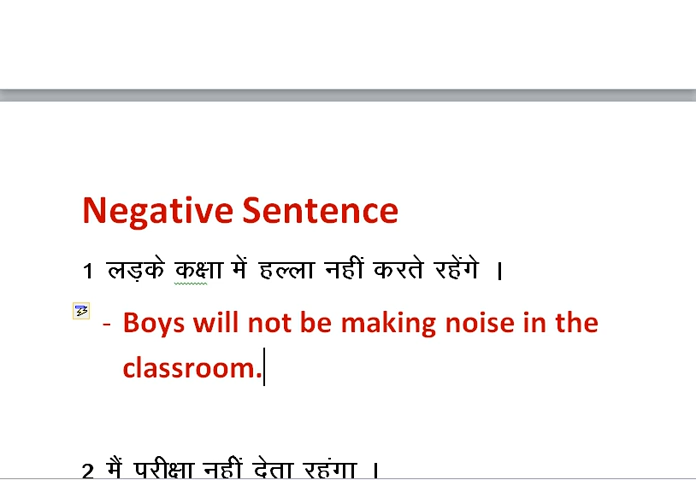 Negative Sentence
1 लड़के कक्षा में हल्ला नहीं करते रहेंगे ।
- Boys will not be making noise in the
classroom.
2 मैं परीक्षा नहीं देता रहूंगा ।